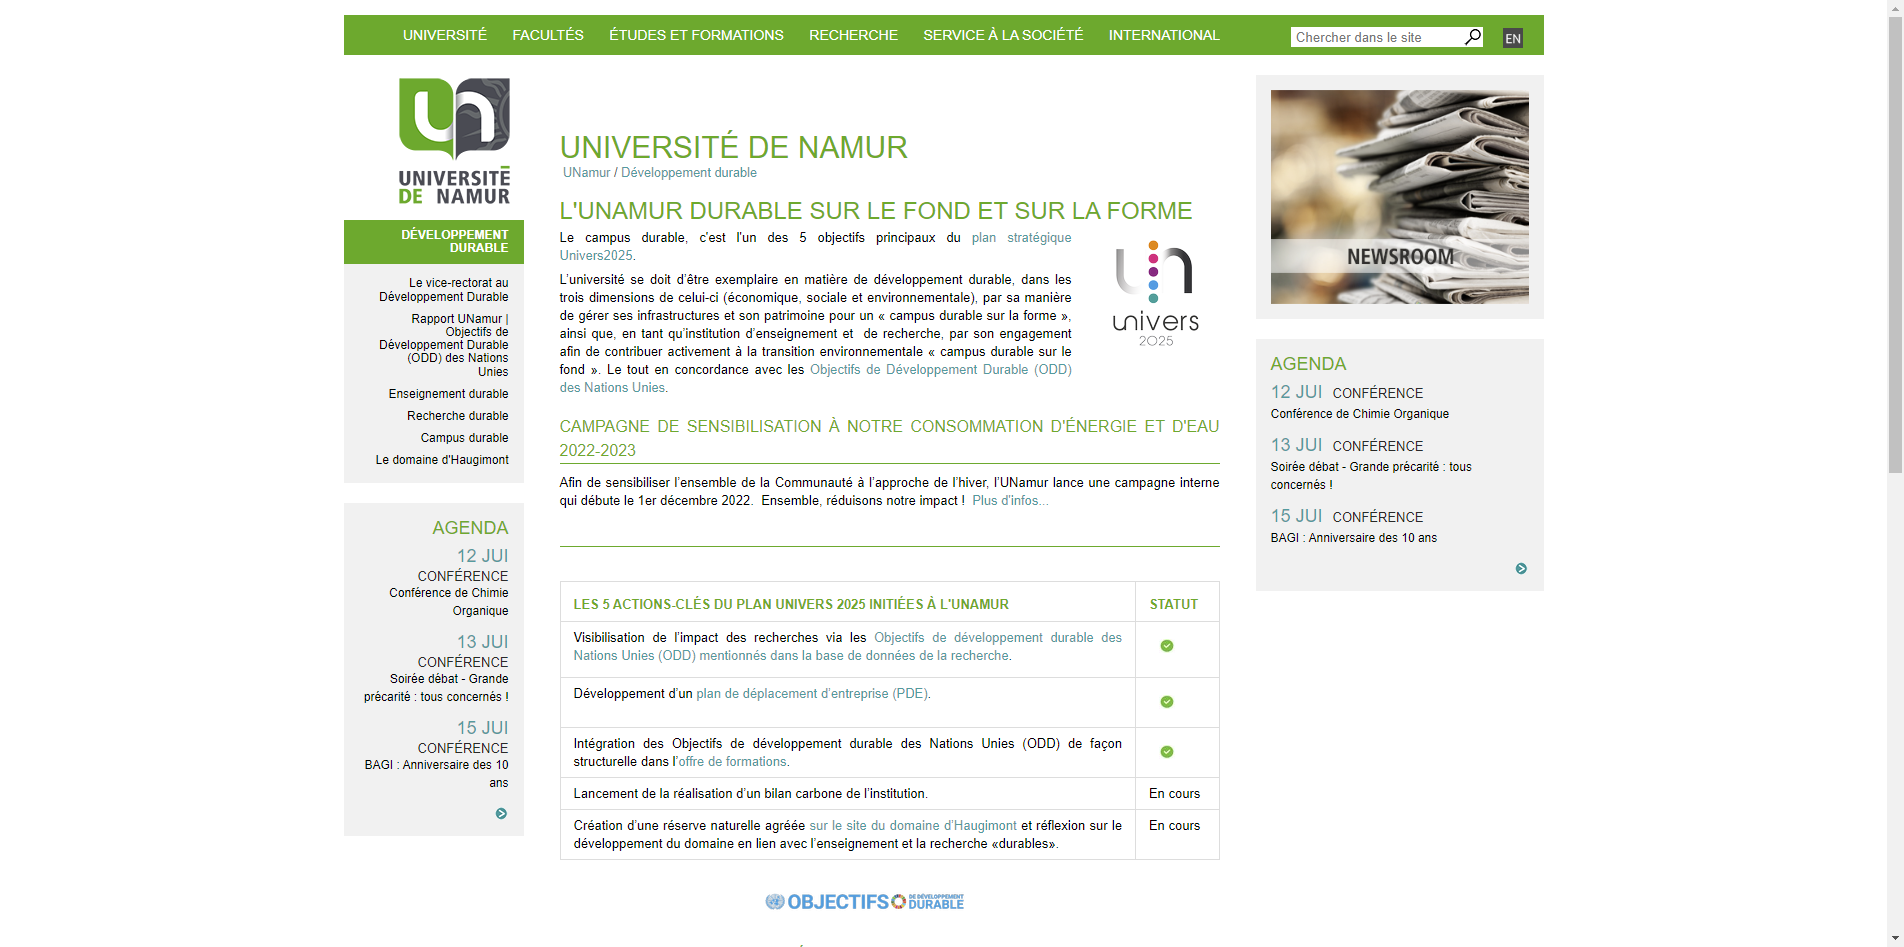 UNIVERSITÉ FACULTÉS ÉTUDES ET FORMATIONS RECHERCHE SERVICE À LA SOCIÉTÉ INTERNATIONAL
Chercher dans le site
EN
un
UNIVERSITÉ
DE NAMUR
DÉVELOPPEMENT
DURABLE
Le vice-rectorat au
Développement Durable
Rapport UNamur |
Objectifs de
Développement Durable
(ODD) des Nations
Unies
Enseignement durable
Recherche durable
Campus durable
Le domaine d'Haugimont
AGENDA
12 JUI
CONFÉRENCE
Conférence de Chimie
Organique
13 JUI
CONFÉRENCE
Soirée débat - Grande
précarité : tous concernés !
15 JUI
CONFÉRENCE
BAGI : Anniversaire des 10
ans
UNIVERSITÉ DE NAMUR
UNamur / Développement durable
L'UNAMUR DURABLE SUR LE FOND ET SUR LA FORME
Le campus durable, c'est l'un des 5 objectifs principaux du plan stratégique
Univers2025.
L'université se doit d'être exemplaire en matière de développement durable, dans les
trois dimensions de celui-ci (économique, sociale et environnementale), par sa manière
de gérer ses infrastructures et son patrimoine pour un « campus durable sur la forme »,
ainsi que, en tant qu'institution d'enseignement et de recherche, par son engagement
afin de contribuer activement à la transition environnementale « campus durable sur le
fond ». Le tout en concordance avec les Objectifs de Développement Durable (ODD)
des Nations Unies.
un
univers
2025
CAMPAGNE DE SENSIBILISATION À NOTRE CONSOMMATION D'ÉNERGIE ET D'EAU
2022-2023
Afin de sensibiliser l'ensemble de la Communauté à l'approche de l'hiver, l'UNamur lance une campagne interne
qui débute le 1er décembre 2022. Ensemble, réduisons notre impact ! Plus d'infos...
LES 5 ACTIONS-CLÉS DU PLAN UNIVERS 2025 INITIÉES À L'UNAMUR STATUT
Visibilisation de l'impact des recherches via les Objectifs de développement durable des
Nations Unies (ODD) mentionnés dans la base de données de la recherche.
Développement d'un plan de déplacement d'entreprise (PDE).
Intégration des Objectifs de développement durable des Nations Unies (ODD) de façon
structurelle dans l'offre de formations.
Lancement de la réalisation d'un bilan carbone de l'institution. En cours
Création d'une réserve naturelle agréée sur le site du domaine d'Haugimont et réflexion sur le En cours
développement du domaine en lien avec l'enseignement et la recherche «durables».
OBJECTIFS DE DÉVELOPPEMENT
DURABLE
NEWSROOM
AGENDA
12 JUI CONFÉRENCE
Conférence de Chimie Organique
13 JUI CONFÉRENCE
Soirée débat - Grande précarité : tous
concernés !
15 JUI CONFÉRENCE
BAGI : Anniversaire des 10 ans